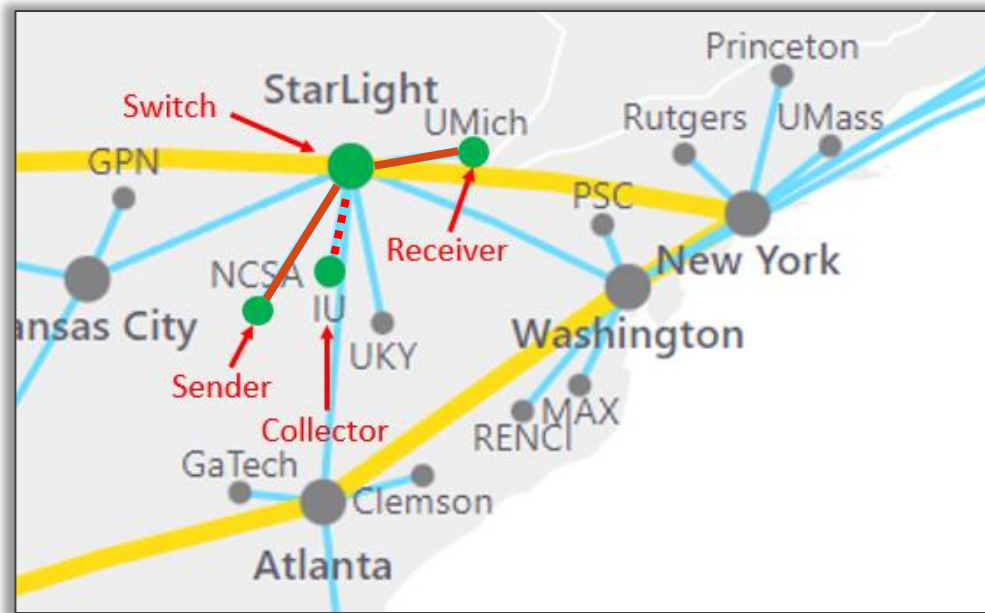 Princeton
StarLight
Switch
UMich
Rutgers
UMass
GPN
PSC
Receiver
NCSA
New York
IU
ansas City
Washington
UKY
Sender
MAX
Collector
RENCI
GaTech
Clemson
Atlanta